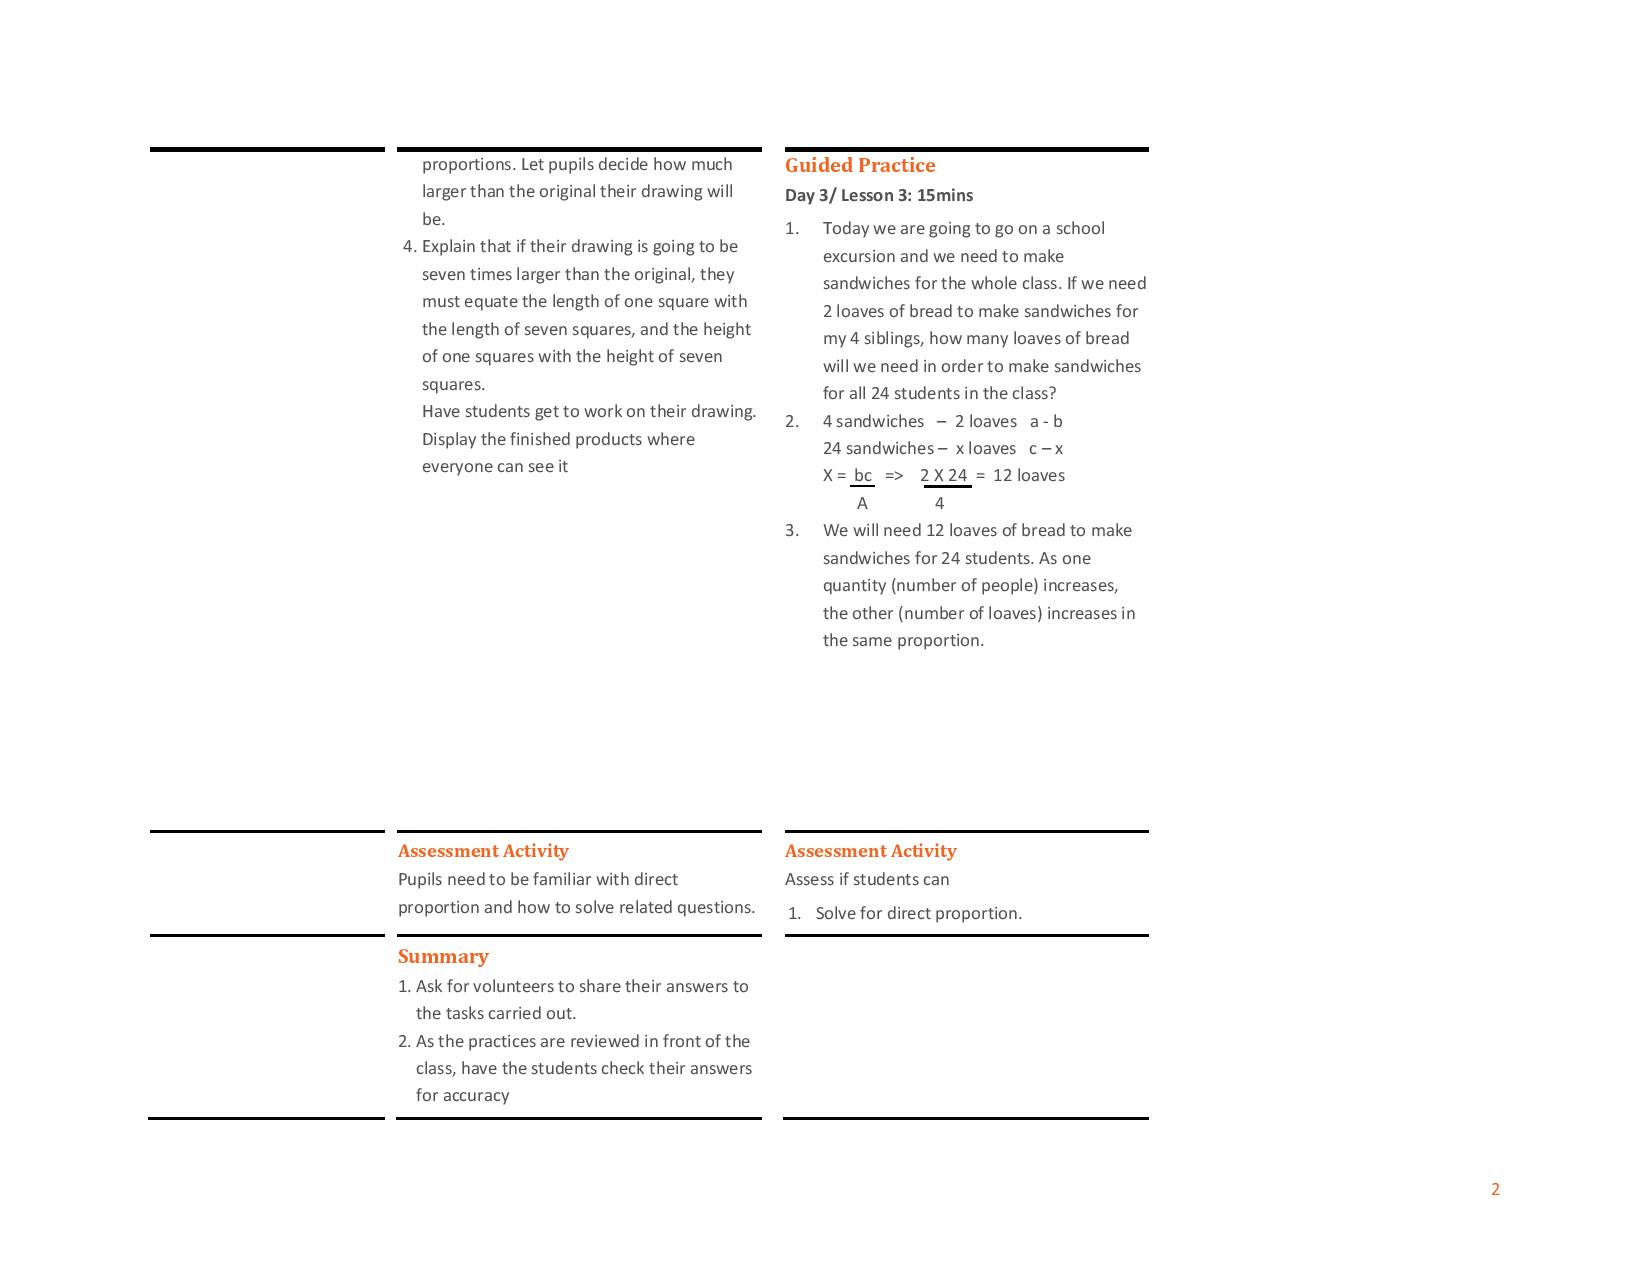 proportions. Let pupils decide how much
larger than the original their drawing will
be.
4. Explain that if their drawing is going to be
seven times larger than the original, they
must equate the length of one square with
the length of seven squares, and the height
of one squares with the height of seven
squares.
Have students get to work on their drawing.
Display the finished products where
everyone can see it
Guided Practice
Day 3/ Lesson 3: 15mins
1. Today we are going to go on a school
excursion and we need to make
sandwiches for the whole class. If we need
2 loaves of bread to make sandwiches for
my 4 siblings, how many loaves of bread
will we need in order to make sandwiches
for all 24 students in the class?
2. 4 sandwiches – 2 loaves a - b
24 sandwiches – x loaves c – x
X = bc => 2 X 24 = 12 loaves
A 4
3. We will need 12 loaves of bread to make
sandwiches for 24 students. As one
quantity (number of people) increases,
the other (number of loaves) increases in
the same proportion.
Assessment Activity
Pupils need to be familiar with direct
proportion and how to solve related questions.
Assessment Activity
Assess if students can
1. Solve for direct proportion.
Summary
1. Ask for volunteers to share their answers to
the tasks carried out.
2. As the practices are reviewed in front of the
class, have the students check their answers
for accuracy
2